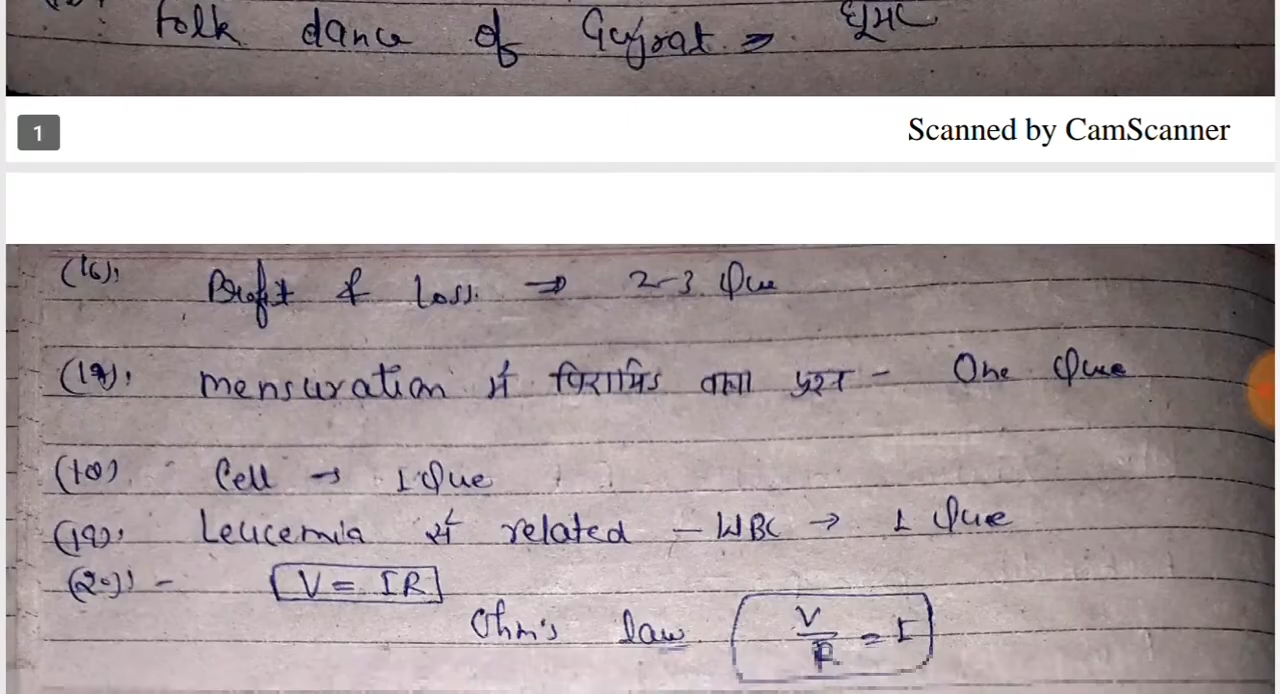 folk dance of Gujrat ⇒ घूमर
1
Scanned by CamScanner
(16). Profit & Loss. ⇒ 2-3. Que
(17). mensuration में पिरामिड वाला प्रश्न - One Que
(18) Cell → 1 Que
(19). Leucemia से related - WBC → 1 Que
(20). - V = IR
Ohm's law V/R = I